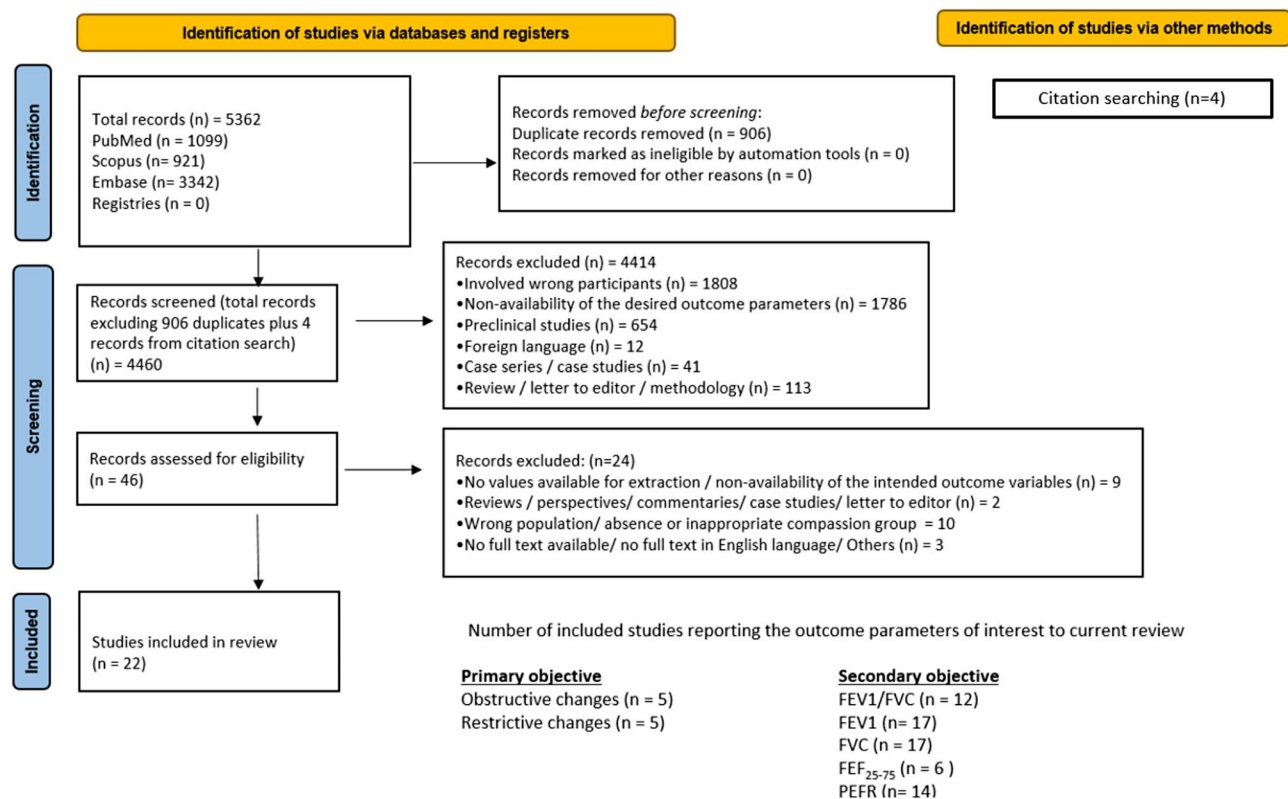 Identification of studies via databases and registers
Identification of studies via other methods
Identification
Total records (n) = 5362
PubMed (n = 1099)
Scopus (n= 921)
Embase (n= 3342)
Registries (n = 0)
Records removed before screening:
Duplicate records removed (n = 906)
Records marked as ineligible by automation tools (n = 0)
Records removed for other reasons (n = 0)
Citation searching (n=4)
Screening
Records screened (total records
excluding 906 duplicates plus 4
records from citation search)
(n) = 4460
Records excluded (n) = 4414
•Involved wrong participants (n) = 1808
•Non-availability of the desired outcome parameters (n) = 1786
•Preclinical studies (n) = 654
•Foreign language (n) = 12
•Case series / case studies (n) = 41
•Review / letter to editor / methodology (n) = 113
Records assessed for eligibility
(n = 46)
Records excluded: (n=24)
•No values available for extraction / non-availability of the intended outcome variables (n) = 9
•Reviews / perspectives/ commentaries/ case studies/ letter to editor (n) = 2
•Wrong population/ absence or inappropriate compassion group = 10
•No full text available/ no full text in English language/ Others (n) = 3
Included
Studies included in review
(n = 22)
Number of included studies reporting the outcome parameters of interest to current review
Primary objective
Obstructive changes (n = 5)
Restrictive changes (n = 5)
Secondary objective
FEV1/FVC (n = 12)
FEV1 (n= 17)
FVC (n = 17)
FEF25-75 (n = 6 )
PEFR (n= 14)